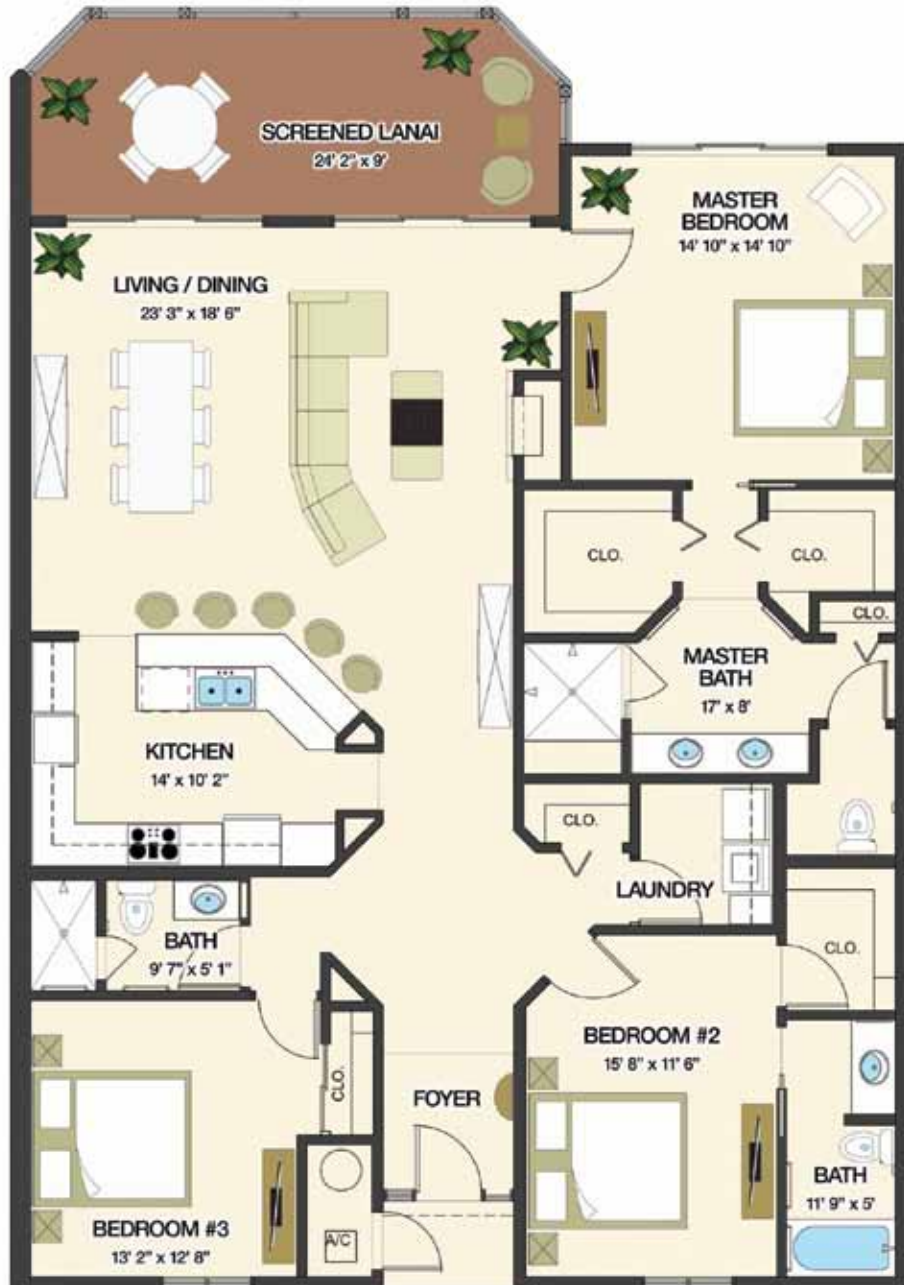 SCREENED LANAI
24' 2" x 9'
MASTER
BEDROOM
14' 10" x 14' 10"
LIVING / DINING
23' 3" x 18' 6"
CLO.
CLO.
CLO.
MASTER
BATH
17' x 8'
KITCHEN
14' x 10' 2"
CLO.
LAUNDRY
BATH
9' 7" x 5' 1"
CLO.
BEDROOM #2
15' 8" x 11' 6"
CLO.
FOYER
BATH
11' 9" x 5'
BEDROOM #3
13' 2" x 12' 8"
A/C